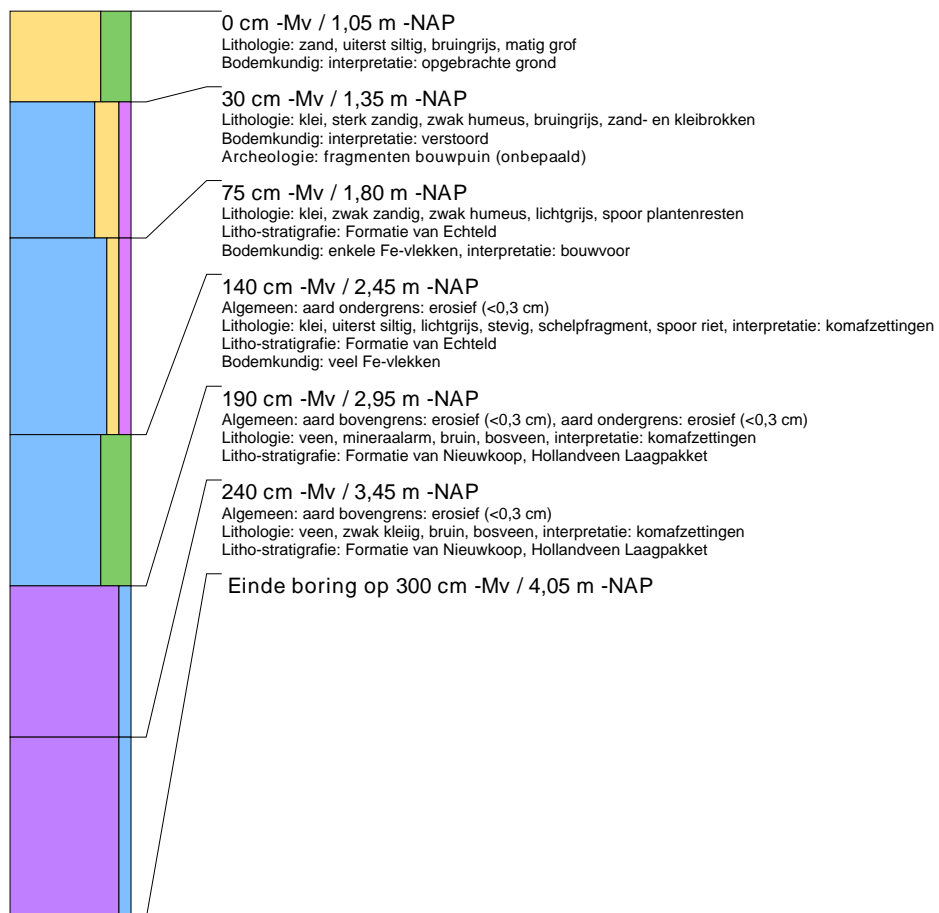 0 cm -Mv / 1,05 m -NAP
Lithologie: zand, uiterst siltig, bruingrijs, matig grof
Bodemkundig: interpretatie: opgebrachte grond
30 cm -Mv / 1,35 m -NAP
Lithologie: klei, sterk zandig, zwak humeus, bruingrijs, zand- en kleibrokken
Bodemkundig: interpretatie: verstoord
Archeologie: fragmenten bouwpuin (onbepaald)
75 cm -Mv / 1,80 m -NAP
Lithologie: klei, zwak zandig, zwak humeus, lichtgrijs, spoor plantenresten
Litho-stratigrafie: Formatie van Echteld
Bodemkundig: enkele Fe-vlekken, interpretatie: bouwvoor
140 cm -Mv / 2,45 m -NAP
Algemeen: aard ondergrens: erosief (<0,3 cm)
Lithologie: klei, uiterst siltig, lichtgrijs, stevig, schelpfragment, spoor riet, interpretatie: komafzettingen
Litho-stratigrafie: Formatie van Echteld
Bodemkundig: veel Fe-vlekken
190 cm -Mv / 2,95 m -NAP
Algemeen: aard bovengrens: erosief (<0,3 cm), aard ondergrens: erosief (<0,3 cm)
Lithologie: veen, mineraalarm, bruin, bosveen, interpretatie: komafzettingen
Litho-stratigrafie: Formatie van Nieuwkoop, Hollandveen Laagpakket
240 cm -Mv / 3,45 m -NAP
Algemeen: aard bovengrens: erosief (<0,3 cm)
Lithologie: veen, zwak kleiig, bruin, bosveen, interpretatie: komafzettingen
Litho-stratigrafie: Formatie van Nieuwkoop, Hollandveen Laagpakket
Einde boring op 300 cm -Mv / 4,05 m -NAP